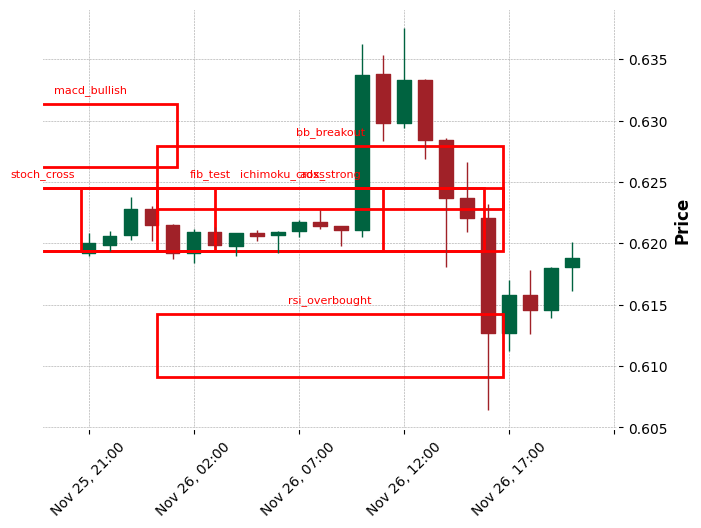 macd_bullish
bb_breakout
stoch_cross
fib_test
adx_strong
rsi_overbought
0.635
0.630
0.625
0.620
0.615
0.610
0.605
Price
Nov 25, 21:00
Nov 26, 02:00
Nov 26, 07:00
Nov 26, 12:00
Nov 26, 17:00